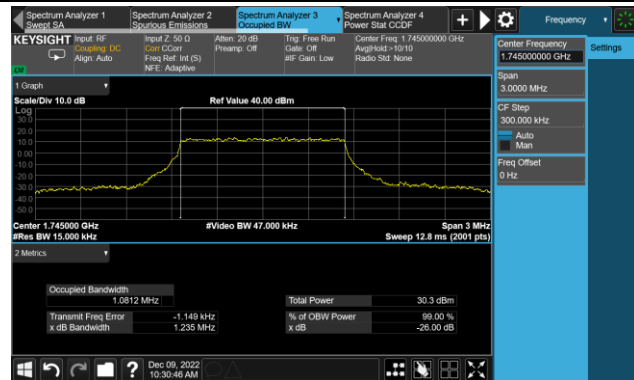 Spectrum Analyzer 1
Swept SA
Spectrum Analyzer 2
Spurious Emissions
Spectrum Analyzer 3
Occupied BW
Spectrum Analyzer 4
Power Stat CCDF
Frequency
KEYSIGHT
Input: RF
Coupling: DC
Align: Auto
Input Z: 50 Ω
Corr CCorr
Freq Ref: Int (S)
NFE: Adaptive
Atten: 20 dB
Preamp: Off
Trig: Free Run
Gate: Off
#IF Gain: Low
Center Freq: 1.745000000 GHz
Avg|Hold:>10/10
Radio Std: None
Center Frequency
1.745000000 GHz
Settings
Span
3.0000 MHz
CF Step
300.000 kHz
Auto
Man
Freq Offset
0 Hz
1 Graph
Scale/Div 10.0 dB
Ref Value 40.00 dBm
Log
30.0
20.0
10.0
0.00
-10.0
-20.0
-30.0
-40.0
-50.0
Center 1.745000 GHz
#Video BW 47.000 kHz
Span 3 MHz
#Res BW 15.000 kHz
Sweep 12.8 ms (2001 pts)
2 Metrics
Occupied Bandwidth
1.0812 MHz
Total Power 30.3 dBm
Transmit Freq Error -1.149 kHz
% of OBW Power 99.00 %
x dB Bandwidth 1.235 MHz
x dB -26.00 dB
Dec 09, 2022
10:30:46 AM